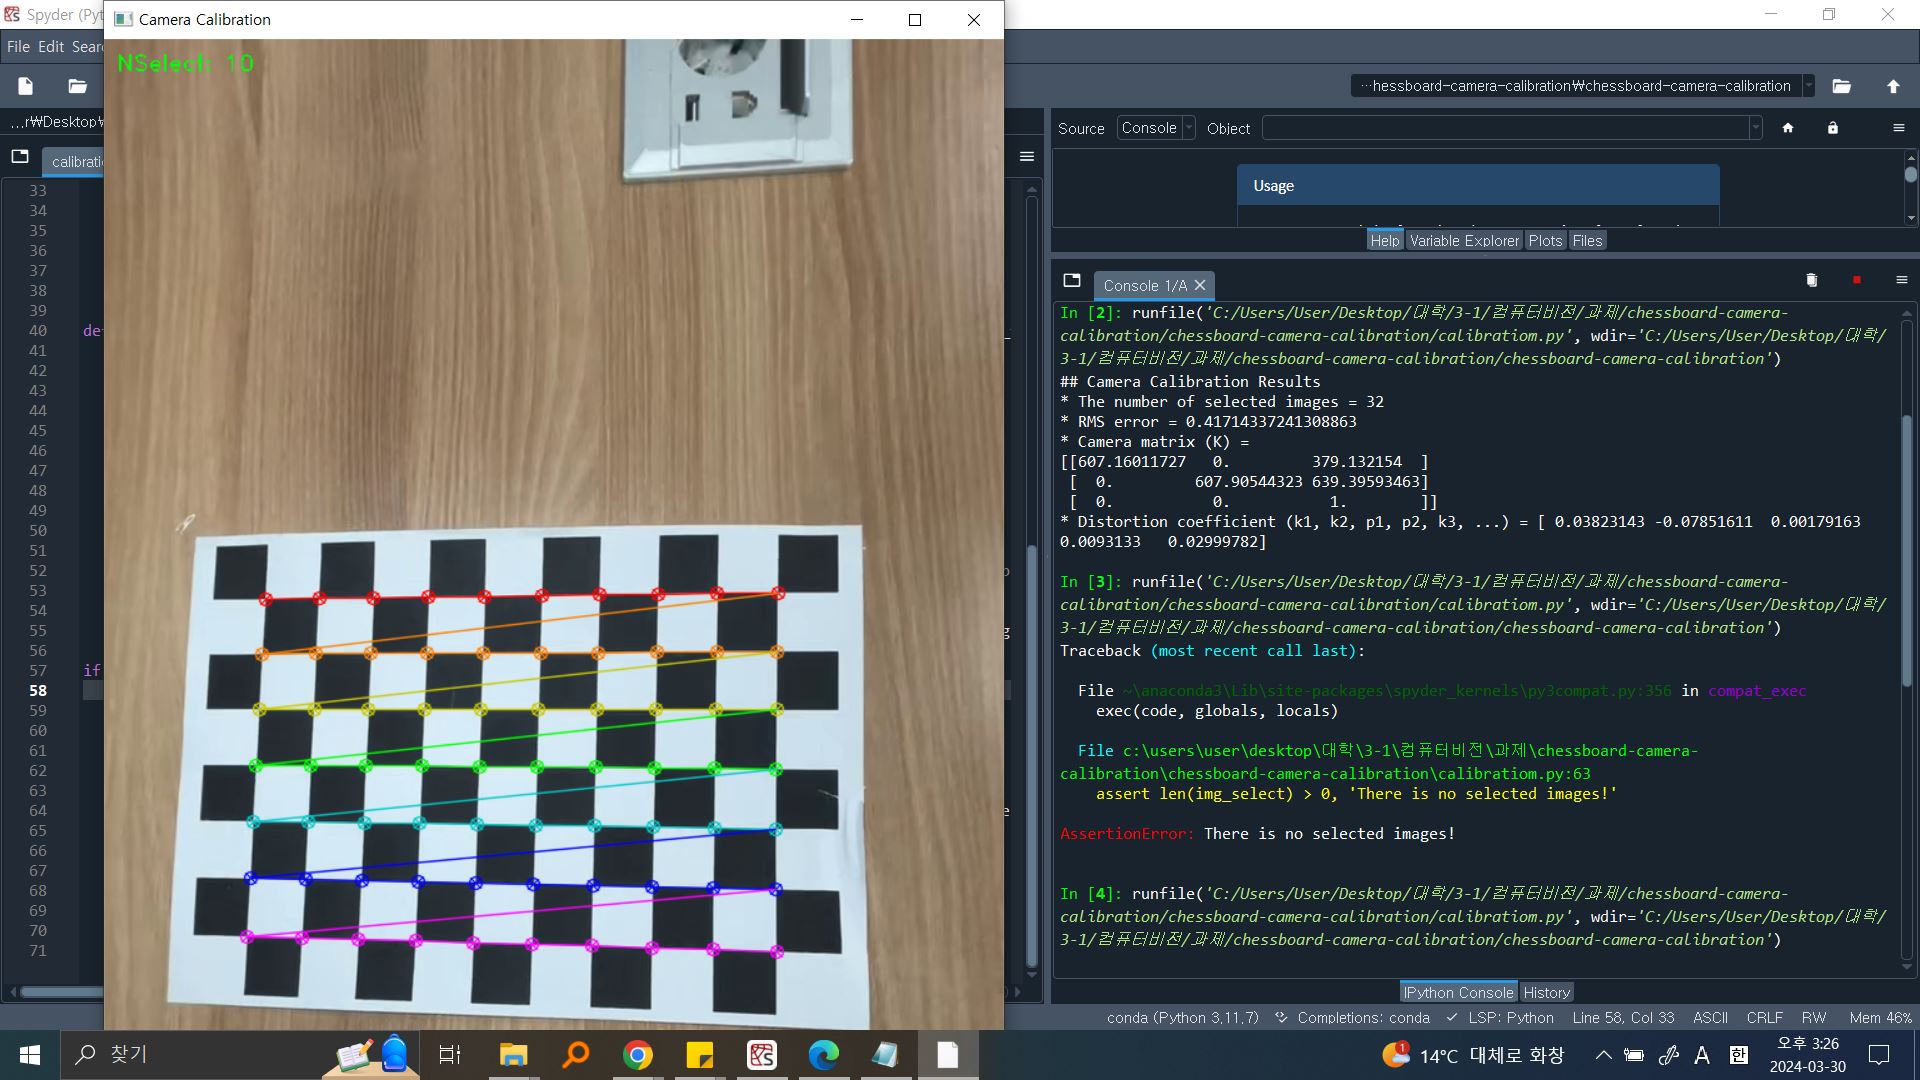 Spyder (Pyt
Camera Calibration
File Edit Searc
NSelect: 10
…hessboard-camera-calibration₩chessboard-camera-calibration
...r₩Desktop₩
Source Console Object
calibratio
Usage
Help Variable Explorer Plots Files
Console 1/A
33
34
35
36
37
38
39
40 de
41
42
43
44
45
46
47
48
49
50
51
52
53
54
55
56
57 if
58
59
60
61
62
63
64
65
66
67
68
69
70
71
In [2]: runfile('C:/Users/User/Desktop/대학/3-1/컴퓨터비전/과제/chessboard-camera-
calibration/chessboard-camera-calibration/calibratiom.py', wdir='C:/Users/User/Desktop/대학/
3-1/컴퓨터비전/과제/chessboard-camera-calibration/chessboard-camera-calibration')
## Camera Calibration Results
* The number of selected images = 32
* RMS error = 0.41714337241308863
* Camera matrix (K) =
[[607.16011727 0. 379.132154 ]
[ 0. 607.90544323 639.39593463]
[ 0. 0. 1. ]]
* Distortion coefficient (k1, k2, p1, p2, k3, ...) = [ 0.03823143 -0.07851611 0.00179163
0.0093133 0.02999782]
In [3]: runfile('C:/Users/User/Desktop/대학/3-1/컴퓨터비전/과제/chessboard-camera-
calibration/chessboard-camera-calibration/calibratiom.py', wdir='C:/Users/User/Desktop/대학/
3-1/컴퓨터비전/과제/chessboard-camera-calibration/chessboard-camera-calibration')
Traceback (most recent call last):
File ~\anaconda3\Lib\site-packages\spyder_kernels\py3compat.py:356 in compat_exec
exec(code, globals, locals)
File c:\users\user\desktop\대학\3-1\컴퓨터비전\과제\chessboard-camera-
calibration\chessboard-camera-calibration\calibratiom.py:63
assert len(img_select) > 0, 'There is no selected images!'
AssertionError: There is no selected images!
In [4]: runfile('C:/Users/User/Desktop/대학/3-1/컴퓨터비전/과제/chessboard-camera-
calibration/chessboard-camera-calibration/calibratiom.py', wdir='C:/Users/User/Desktop/대학/
3-1/컴퓨터비전/과제/chessboard-camera-calibration/chessboard-camera-calibration')
IPython Console History
conda (Python 3.11.7) Completions: conda LSP: Python Line 58, Col 33 ASCII CRLF RW Mem 46%
찾기
1 14°C 대체로 화창 A 한
오후 3:26
2024-03-30